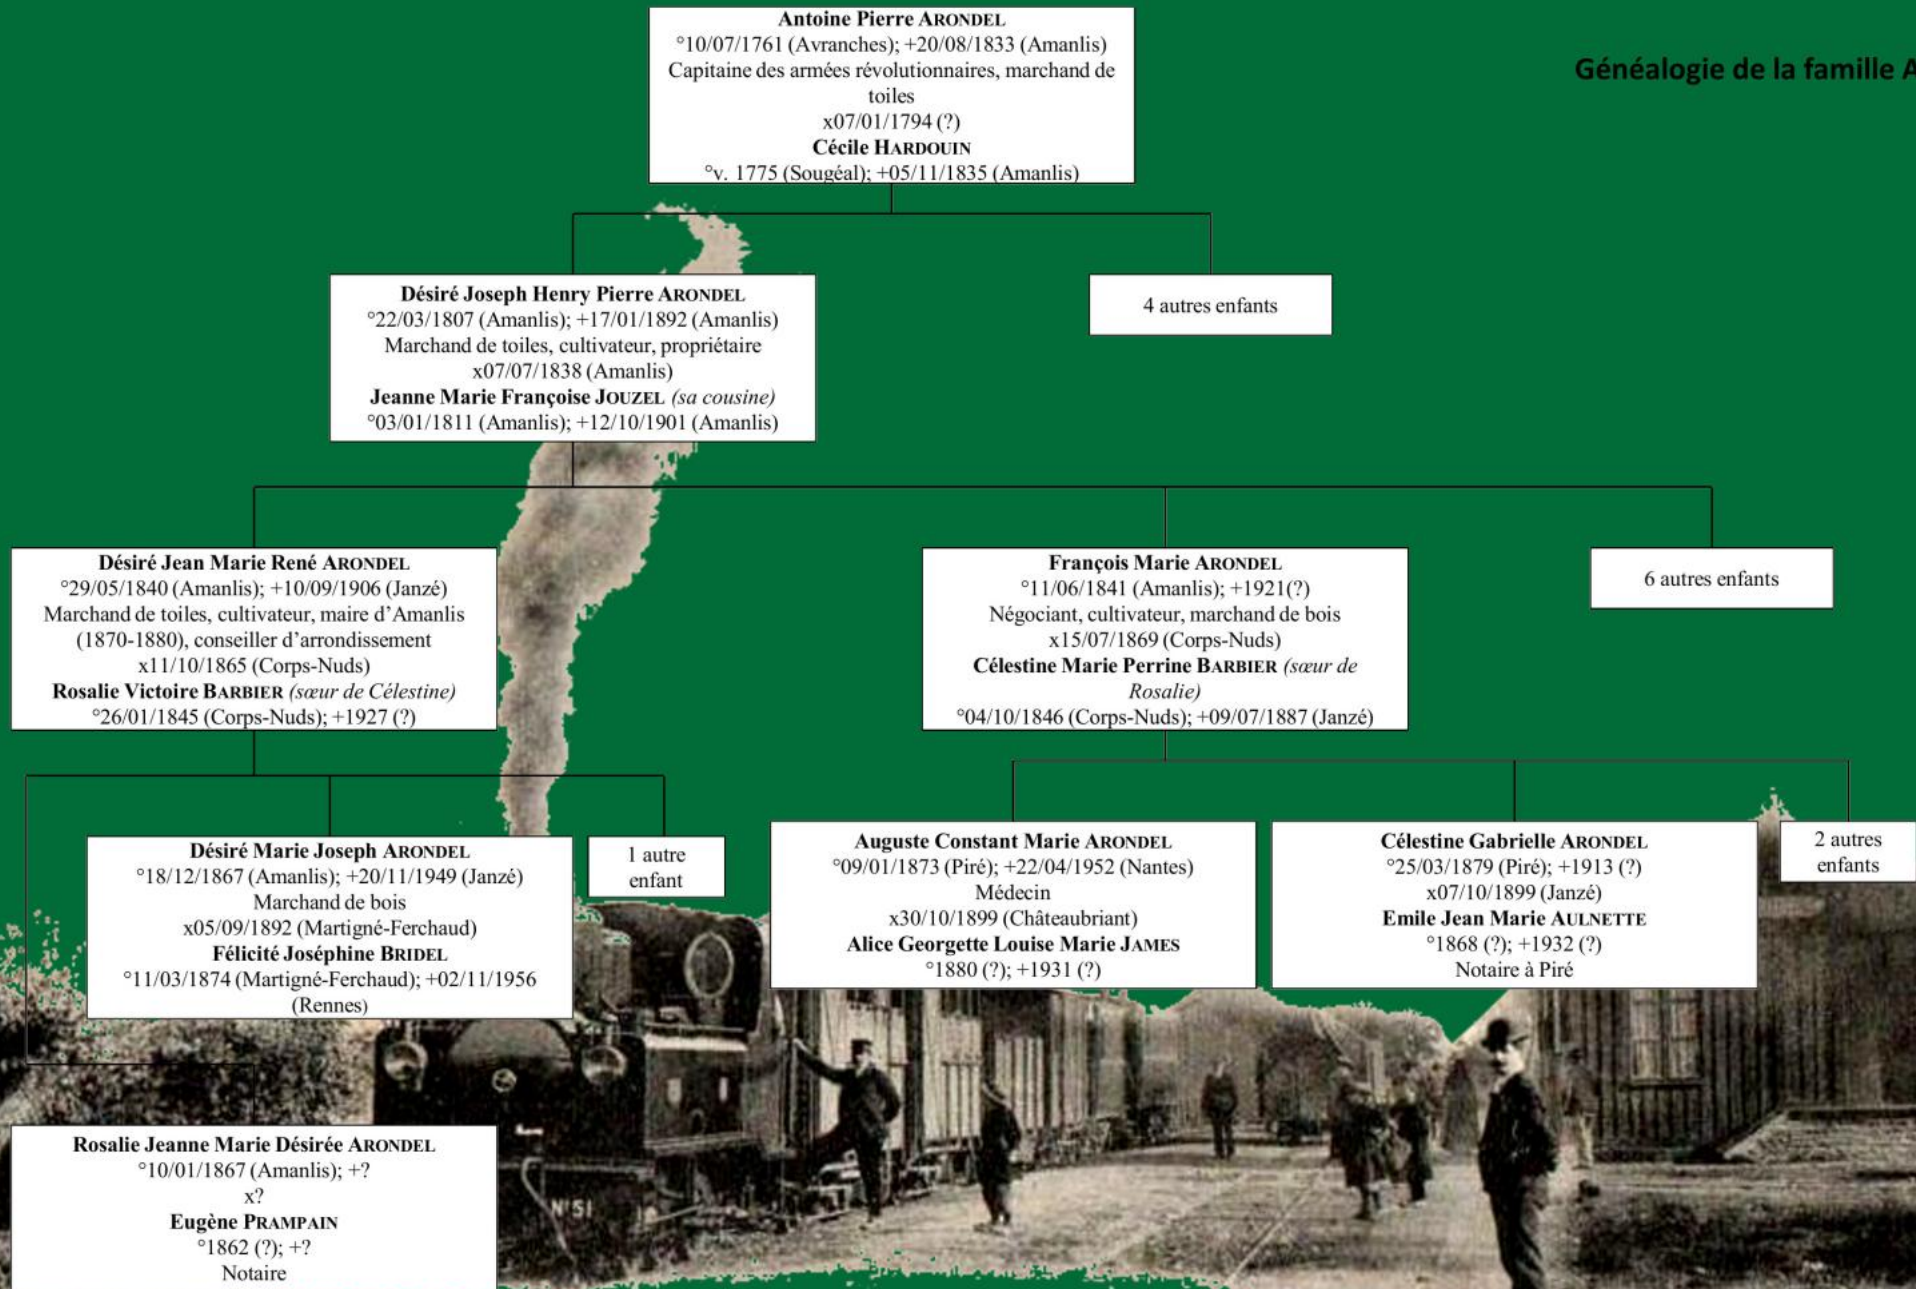 Antoine Pierre ARONDEL
°10/07/1761 (Avranches); +20/08/1833 (Amanlis)
Capitaine des armées révolutionnaires, marchand de
toiles
x07/01/1794 (?)
Cécile HARDOUIN
°v. 1775 (Sougéal); +05/11/1835 (Amanlis)
Généalogie de la famille A
Désiré Joseph Henry Pierre ARONDEL
°22/03/1807 (Amanlis); +17/01/1892 (Amanlis)
Marchand de toiles, cultivateur, propriétaire
x07/07/1838 (Amanlis)
Jeanne Marie Françoise JOUZEL (sa cousine)
°03/01/1811 (Amanlis); +12/10/1901 (Amanlis)
4 autres enfants
Désiré Jean Marie René ARONDEL
°29/05/1840 (Amanlis); +10/09/1906 (Janzé)
Marchand de toiles, cultivateur, maire d'Amanlis
(1870-1880), conseiller d'arrondissement
x11/10/1865 (Corps-Nuds)
Rosalie Victoire BARBIER (sœur de Célestine)
°26/01/1845 (Corps-Nuds); +1927 (?)
François Marie ARONDEL
°11/06/1841 (Amanlis); +1921(?)
Négociant, cultivateur, marchand de bois
x15/07/1869 (Corps-Nuds)
Célestine Marie Perrine BARBIER (sœur de
Rosalie)
°04/10/1846 (Corps-Nuds); +09/07/1887 (Janzé)
6 autres enfants
Désiré Marie Joseph ARONDEL
°18/12/1867 (Amanlis); +20/11/1949 (Janzé)
Marchand de bois
x05/09/1892 (Martigné-Ferchaud)
Félicité Joséphine BRIDEL
°11/03/1874 (Martigné-Ferchaud); +02/11/1956
(Rennes)
1 autre
enfant
Auguste Constant Marie ARONDEL
°09/01/1873 (Piré); +22/04/1952 (Nantes)
Médecin
x30/10/1899 (Châteaubriant)
Alice Georgette Louise Marie JAMES
°1880 (?); +1931 (?)
Célestine Gabrielle ARONDEL
°25/03/1879 (Piré); +1913 (?)
x07/10/1899 (Janzé)
Emile Jean Marie AULNETTE
°1868 (?); +1932 (?)
Notaire à Piré
2 autres
enfants
Rosalie Jeanne Marie Désirée ARONDEL
°10/01/1867 (Amanlis); +?
x?
Eugène PRAMPAIN
°1862 (?); +?
Notaire
N°51